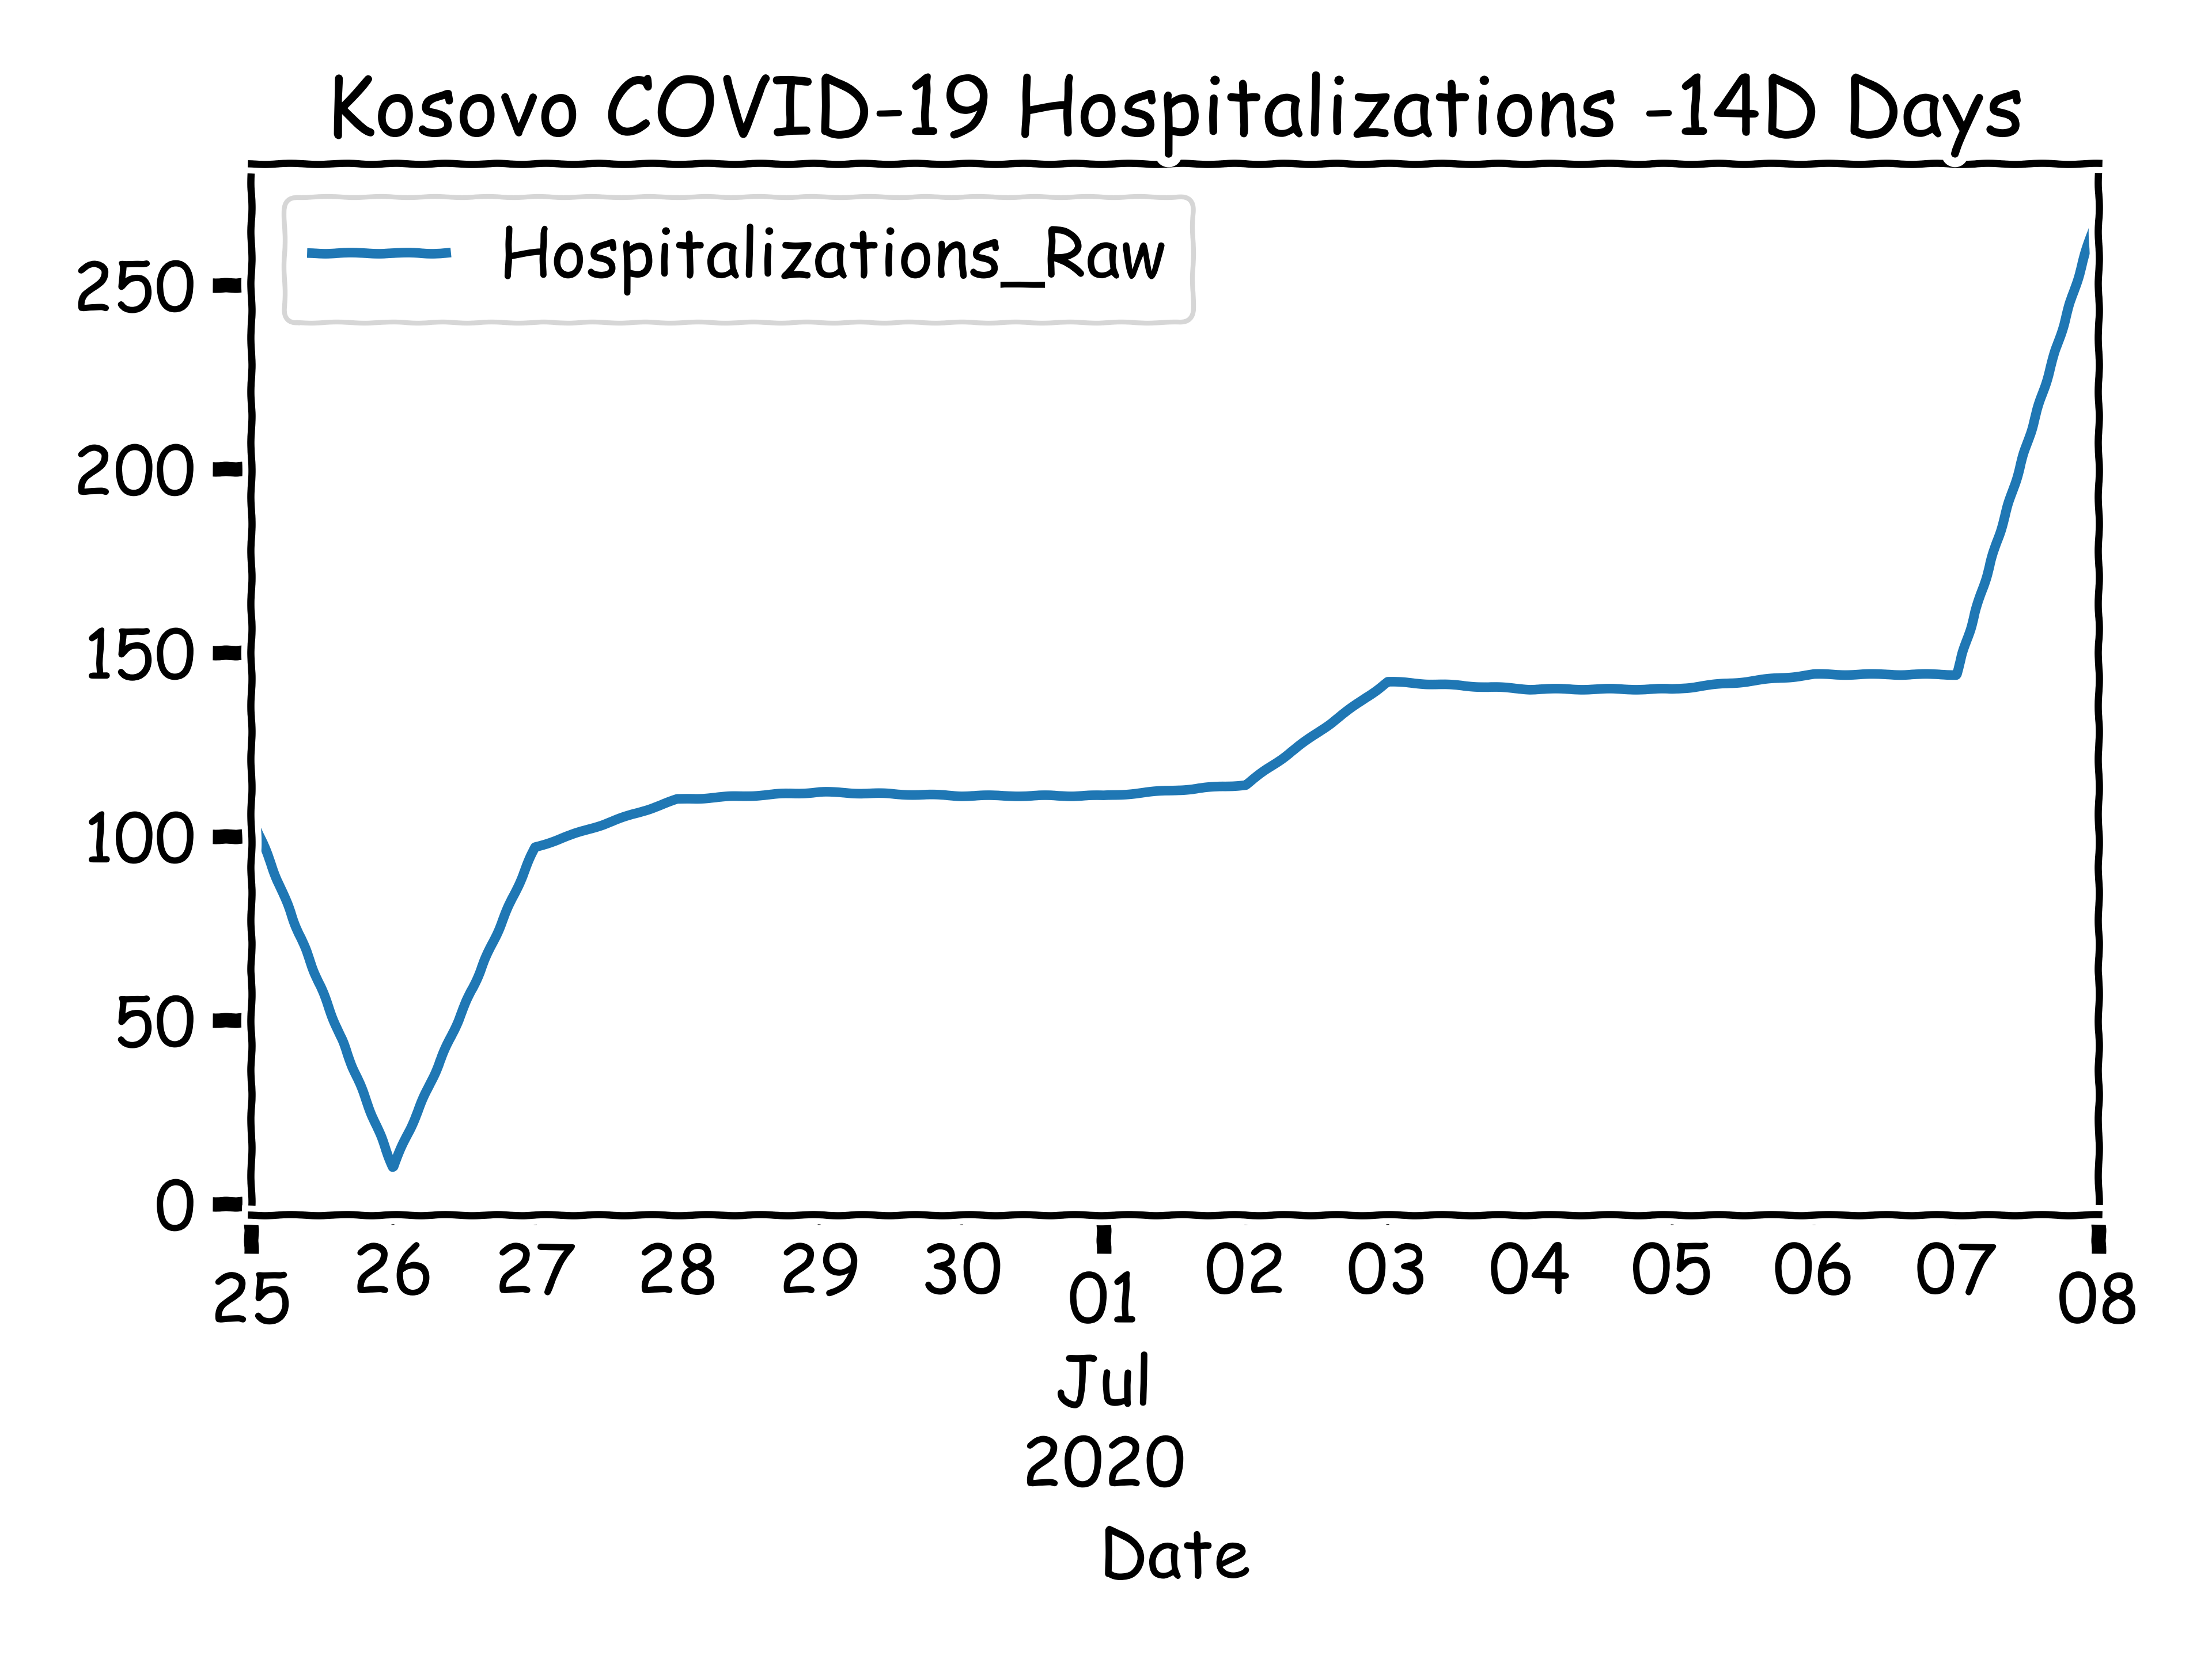 Kosovo COVID-19 Hospitalizations -14D Days
Hospitalizations_Raw
250
200
150
100
50
0
25 26 27 28 29 30 01 02 03 04 05 06 07 08
Jul
2020
Date